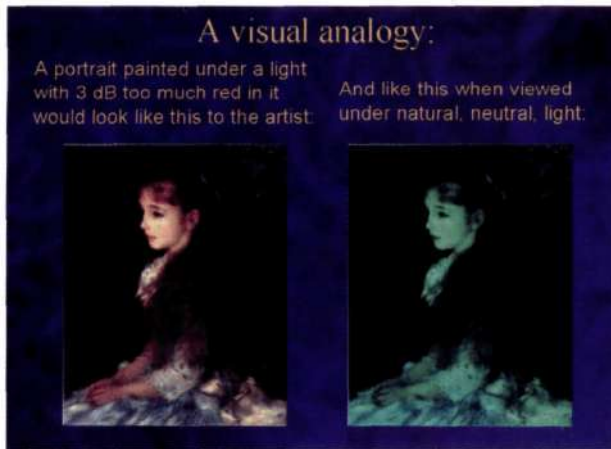 A visual analogy:
A portrait painted under a light
with 3 dB too much red in it
would look like this to the artist:
And like this when viewed
under natural, neutral, light: